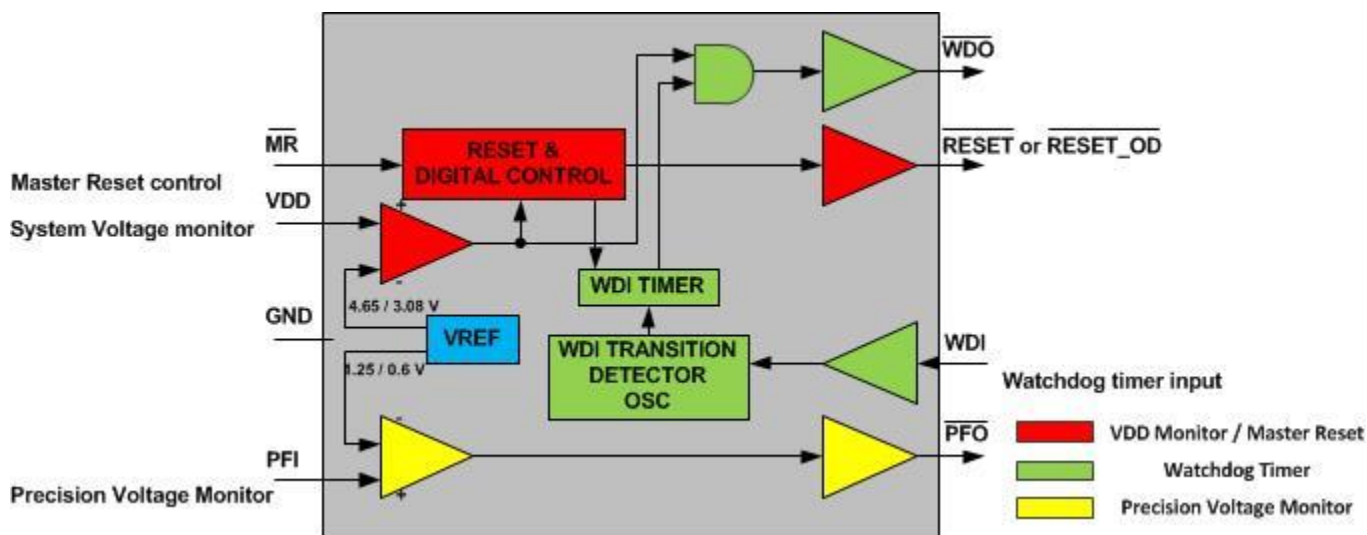 WDO
MR
RESET &
DIGITAL CONTROL
RESET or RESET_OD
Master Reset control
VDD
System Voltage monitor
+
-
WDI TIMER
4.65 / 3.08 V
GND
VREF
WDI TRANSITION
DETECTOR
OSC
WDI
1.25 / 0.6 V
Watchdog timer input
-
PFI
+
PFO
Precision Voltage Monitor
VDD Monitor / Master Reset
Watchdog Timer
Precision Voltage Monitor